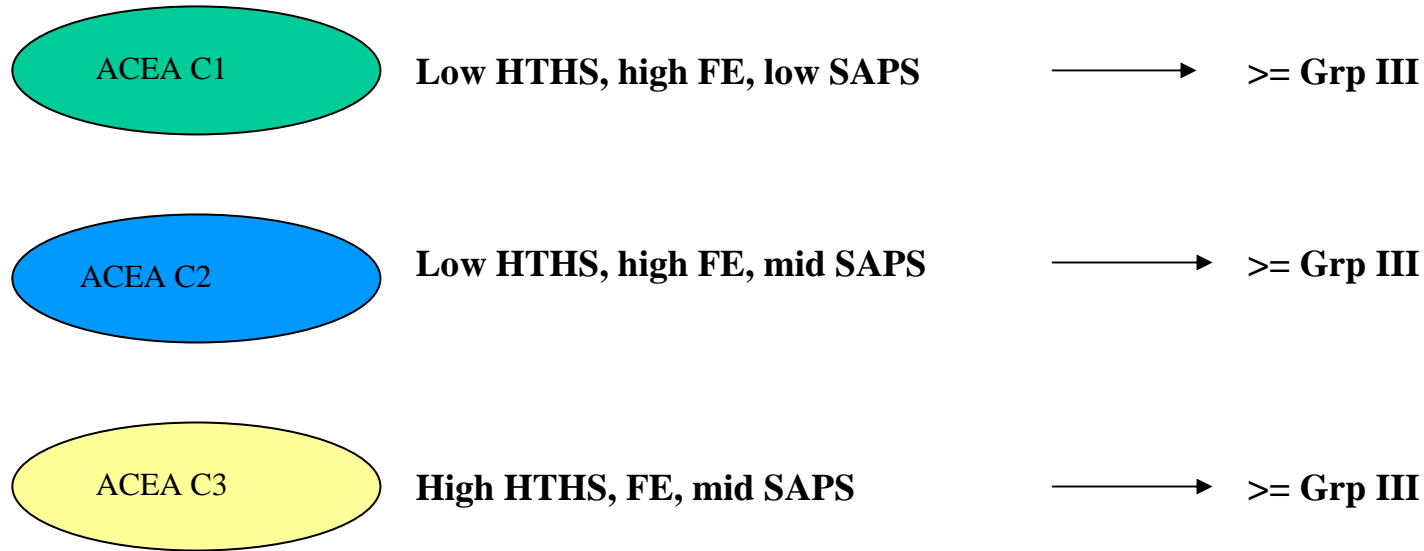 ACEA C1 Low HTHS, high FE, low SAPS >= Grp III
ACEA C2 Low HTHS, high FE, mid SAPS >= Grp III
ACEA C3 High HTHS, FE, mid SAPS >= Grp III